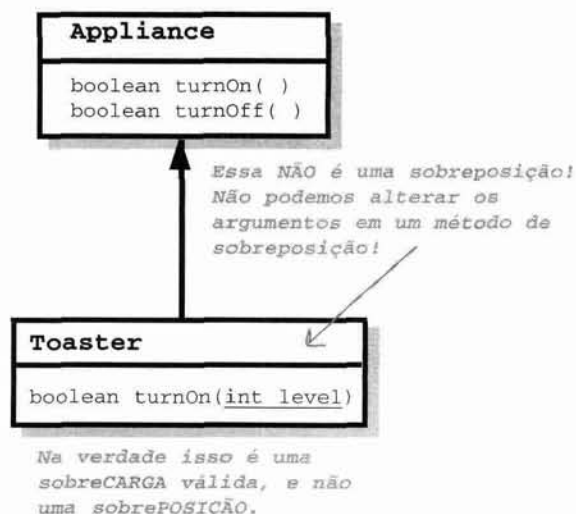 Appliance
boolean turnOn( )
boolean turnOff( )
Essa NÃO é uma sobreposição!
Não podemos alterar os
argumentos em um método de
sobreposição!
Toaster
boolean turnOn(int level)
Na verdade isso é uma
sobreCARGA válida, e não
uma sobrePOSIÇÃO.